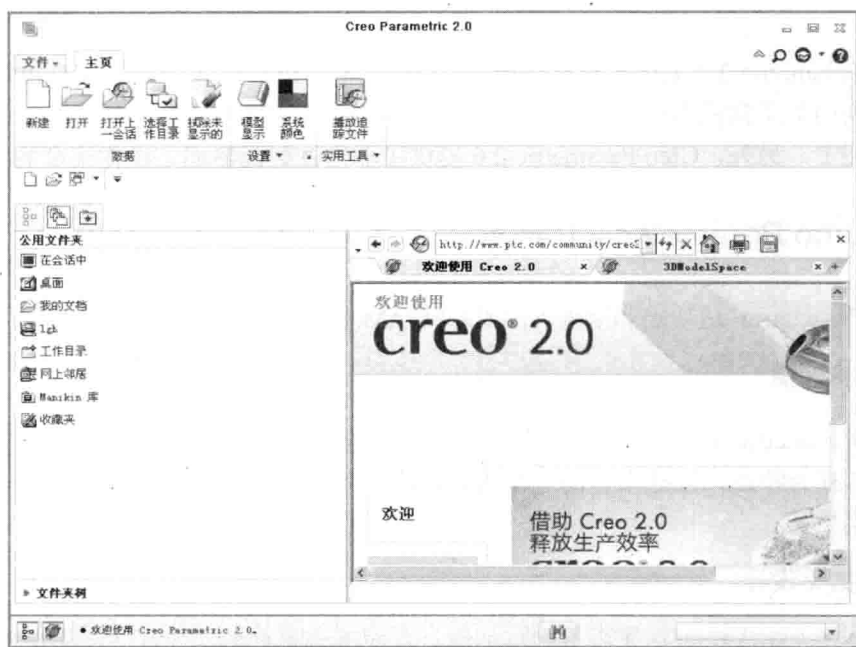 Creo Parametric 2.0
文件
主页
新建
打开
打开上一会话
选择工作目录
拭除未显示的
模型显示
系统颜色
播放追踪文件
数据
设置
实用工具
公用文件夹
在会话中
桌面
我的文档
lgh
工作目录
网上邻居
Manikin 库
收藏夹
文件夹树
http://www.ptc.com/community/creo2
欢迎使用 Creo 2.0
3DModelSpace
欢迎使用
creo® 2.0
欢迎
借助 Creo 2.0
释放生产效率
creo® 2.0
• 欢迎使用 Creo Parametric 2.0。